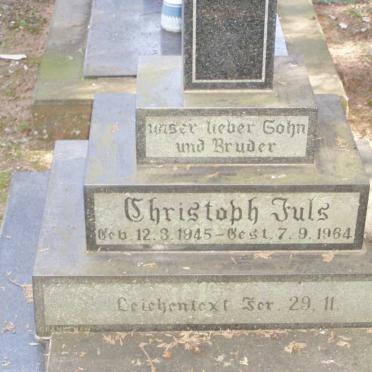 unser lieber Sohn
und Bruder
Christoph Juls
Geb. 12.3.1945 - Gest. 7.9.1964
Leichentext Jer. 29, 11.